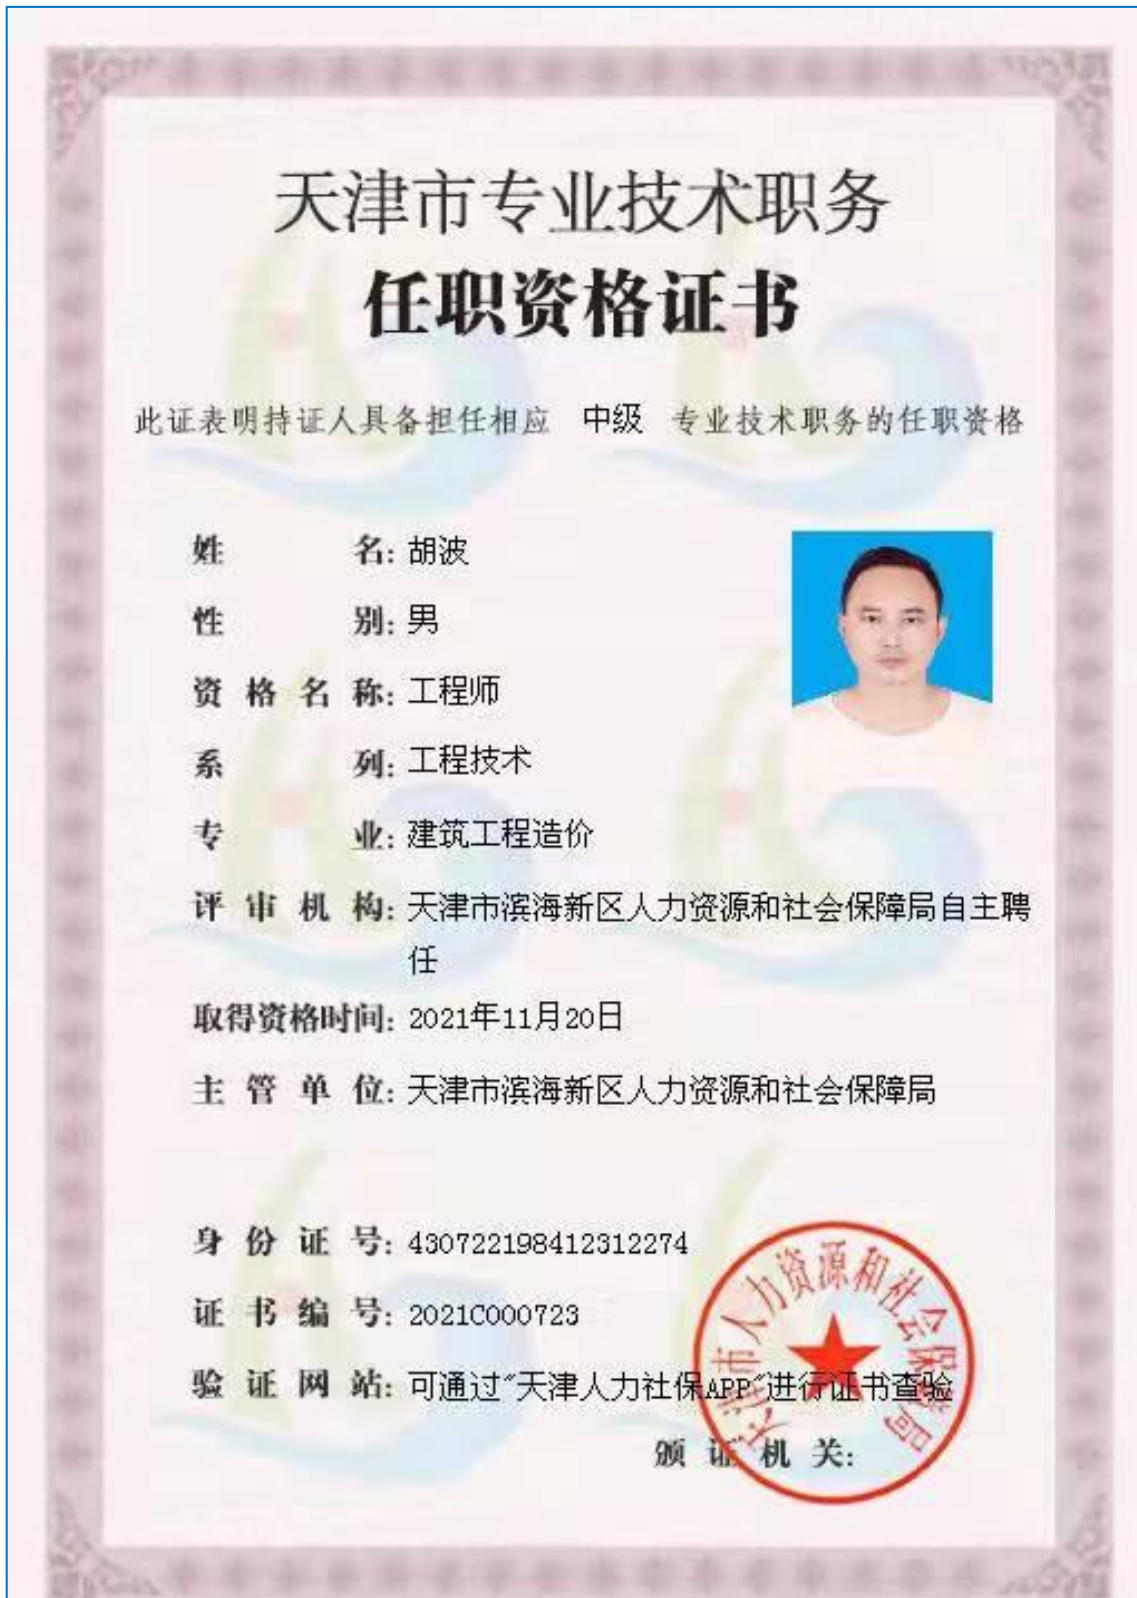 天津市专业技术职务
任职资格证书
此证表明持证人具备担任相应 中级 专业技术职务的任职资格
姓 名: 胡波
性 别: 男
资格名称: 工程师
系 列: 工程技术
专 业: 建筑工程造价
评审机构: 天津市滨海新区人力资源和社会保障局自主聘
任
取得资格时间: 2021年11月20日
主管单位: 天津市滨海新区人力资源和社会保障局
身份证号: 430722198412312274
证书编号: 2021C000723
验证网站: 可通过"天津人力社保APP"进行证书查验
颁证机关:
天津市人力资源和社会保障局